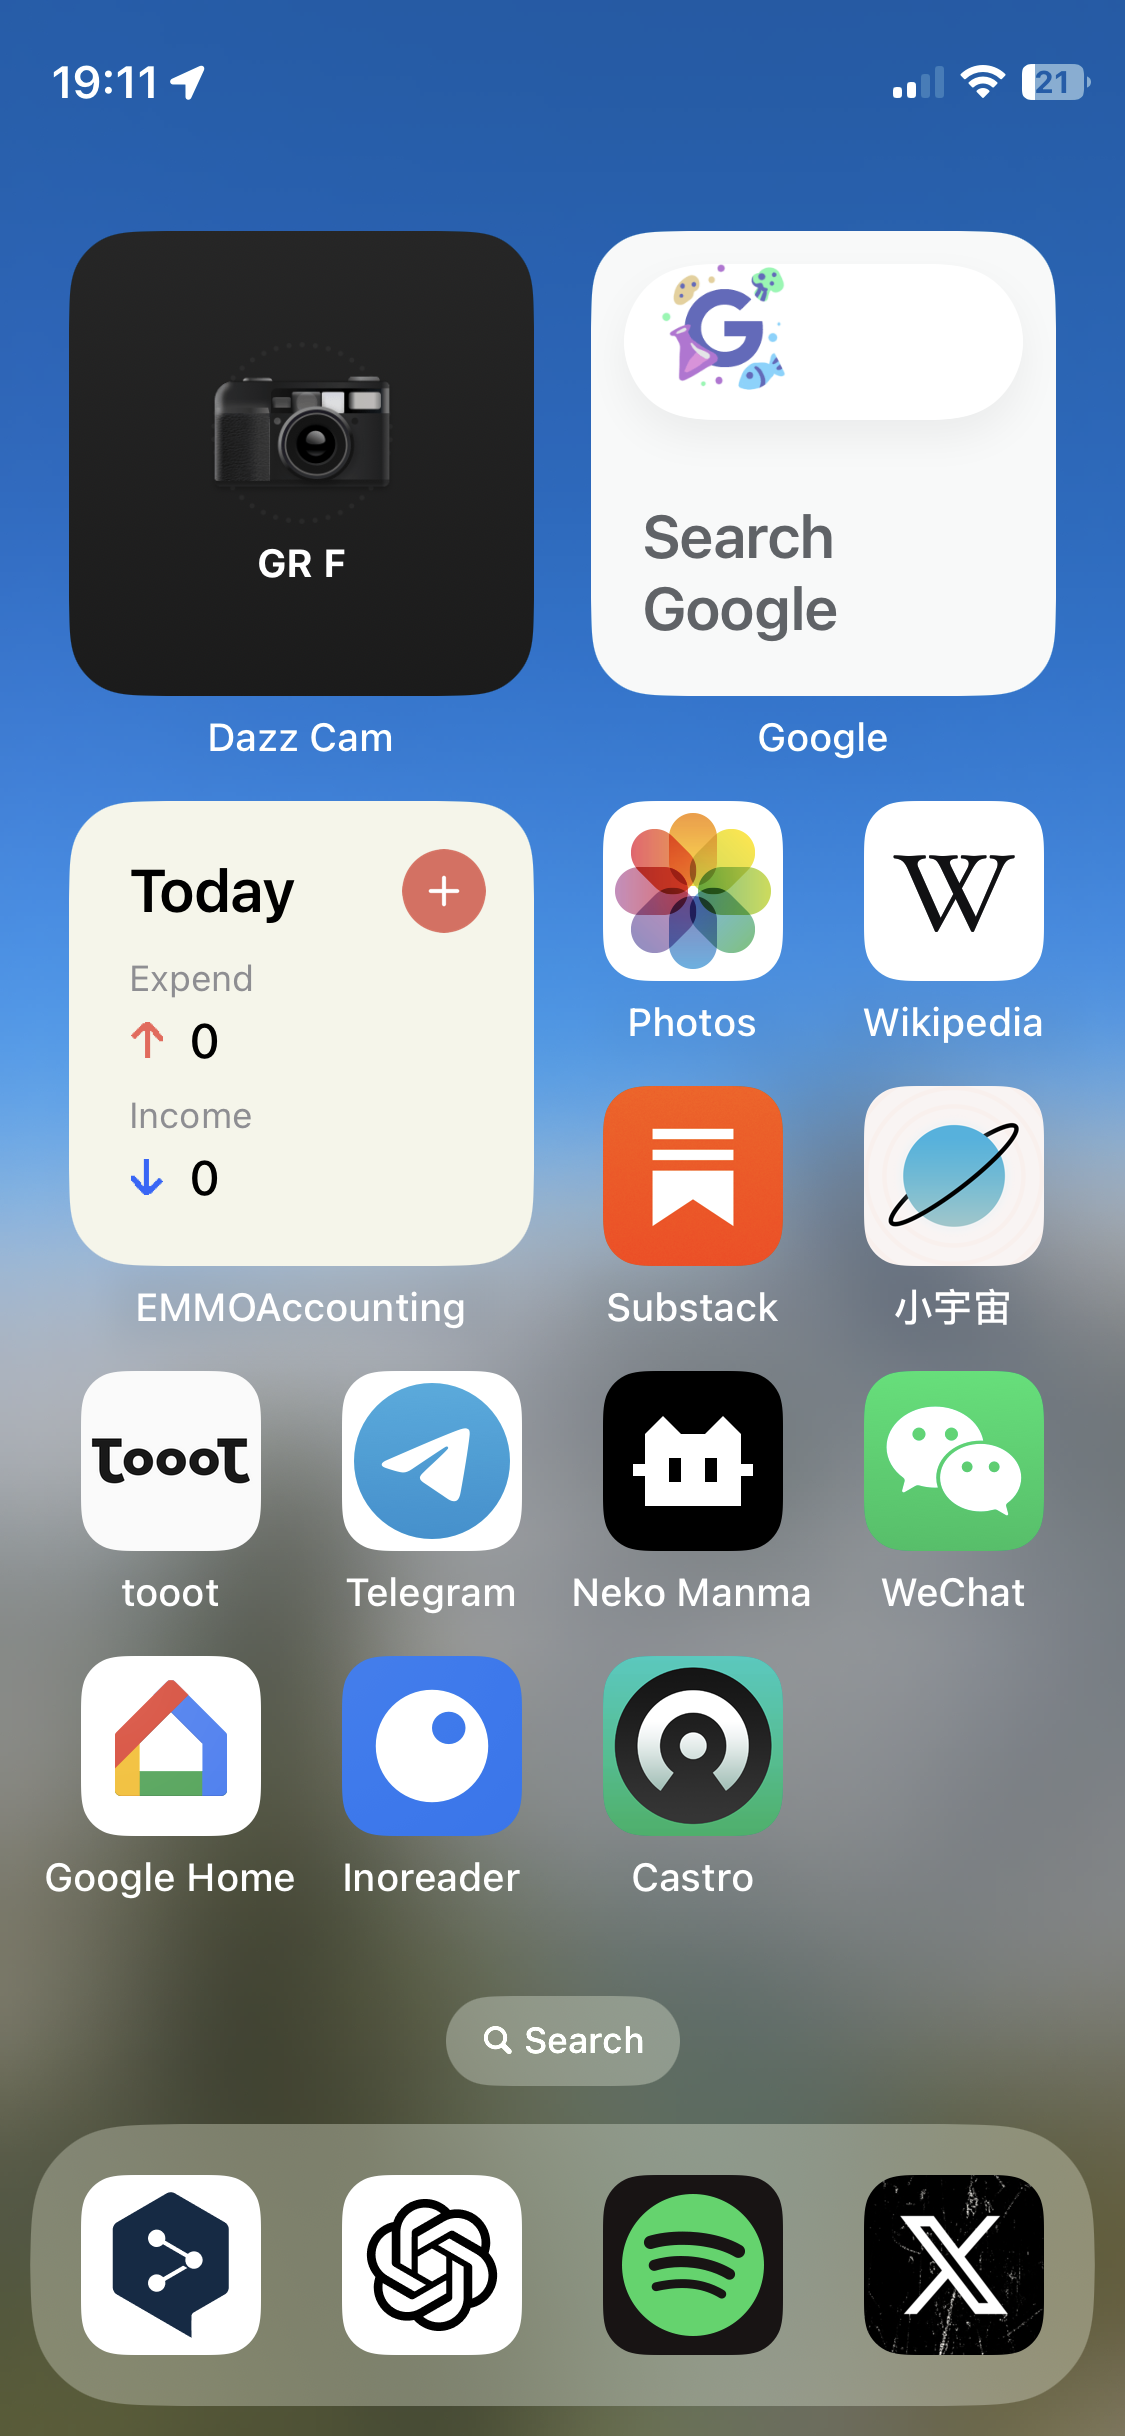 19:11
21
GR F
Dazz Cam
G
Search
Google
Google
Today
Expend
0
Income
0
EMMOAccounting
Photos
W
Wikipedia
Substack
小宇宙
tooot
tooot
Telegram
Neko Manma
WeChat
Google Home
Inoreader
Castro
Search
X